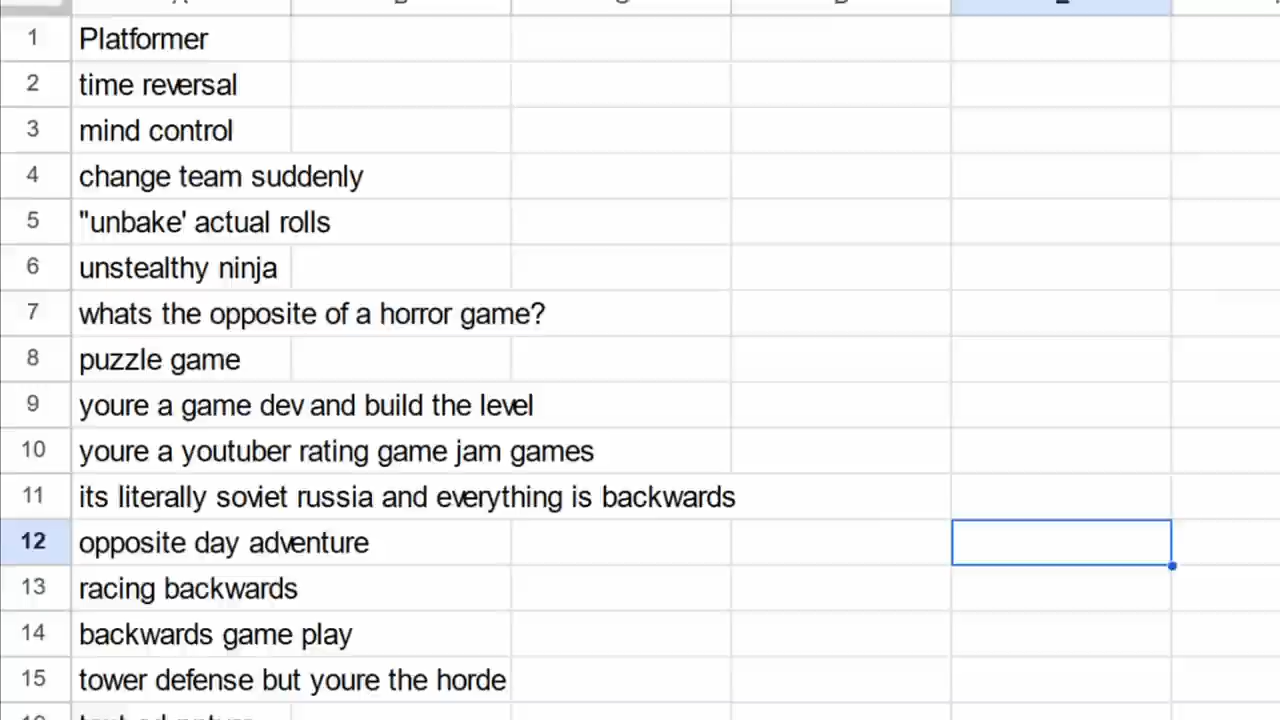 1 Platformer
2 time reversal
3 mind control
4 change team suddenly
5 "unbake' actual rolls
6 unstealthy ninja
7 whats the opposite of a horror game?
8 puzzle game
9 youre a game dev and build the level
10 youre a youtuber rating game jam games
11 its literally soviet russia and everything is backwards
12 opposite day adventure
13 racing backwards
14 backwards game play
15 tower defense but youre the horde